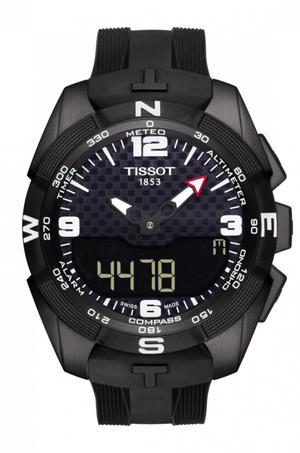 N
METEO
330
30
300
60
TIMER
ALTIMETER
12
TISSOT
1853
W
270
9
3
90
E
M
4478
240
120
ALARM
CHRONO
6
SWISS MADE
210
150
COMPASS
S